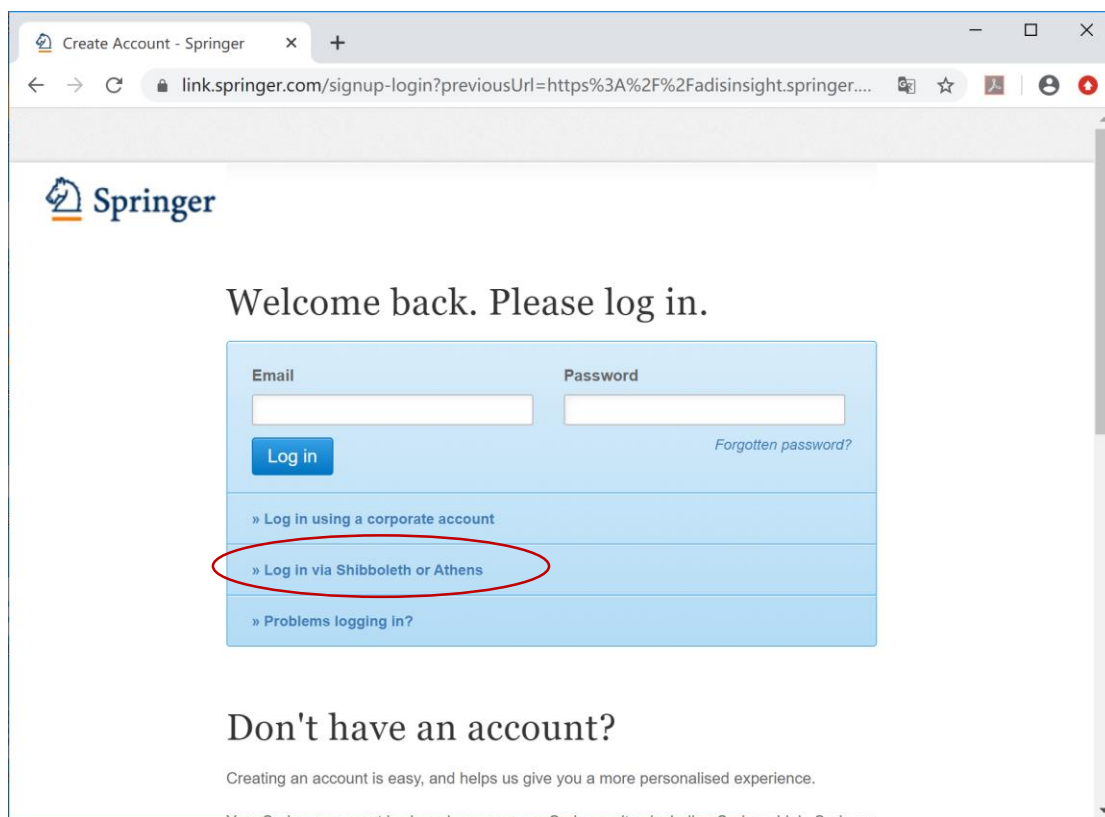 Create Account - Springer
link.springer.com/signup-login?previousUrl=https%3A%2F%2Fadisinsight.springer....
Springer
Welcome back. Please log in.
Email Password
Log in Forgotten password?
» Log in using a corporate account
» Log in via Shibboleth or Athens
» Problems logging in?
Don't have an account?
Creating an account is easy, and helps us give you a more personalised experience.